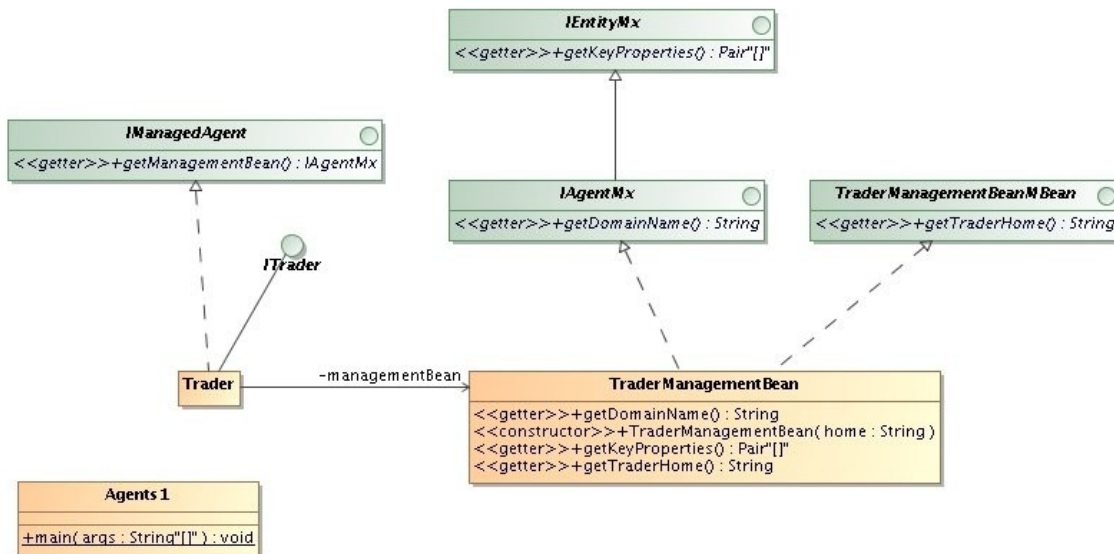 IEntityMx
<<getter>>+getKeyProperties() : Pair"[]"
IManagedAgent
<<getter>>+getManagementBean() : IAgentMx
IAgentMx
<<getter>>+getDomainName() : String
TraderManagementBeanMBean
<<getter>>+getTraderHome() : String
ITrader
Trader
-managementBean
TraderManagementBean
<<getter>>+getDomainName() : String
<<constructor>>+TraderManagementBean( home : String )
<<getter>>+getKeyProperties() : Pair"[]"
<<getter>>+getTraderHome() : String
Agents1
+main( args : String"[]" ) : void